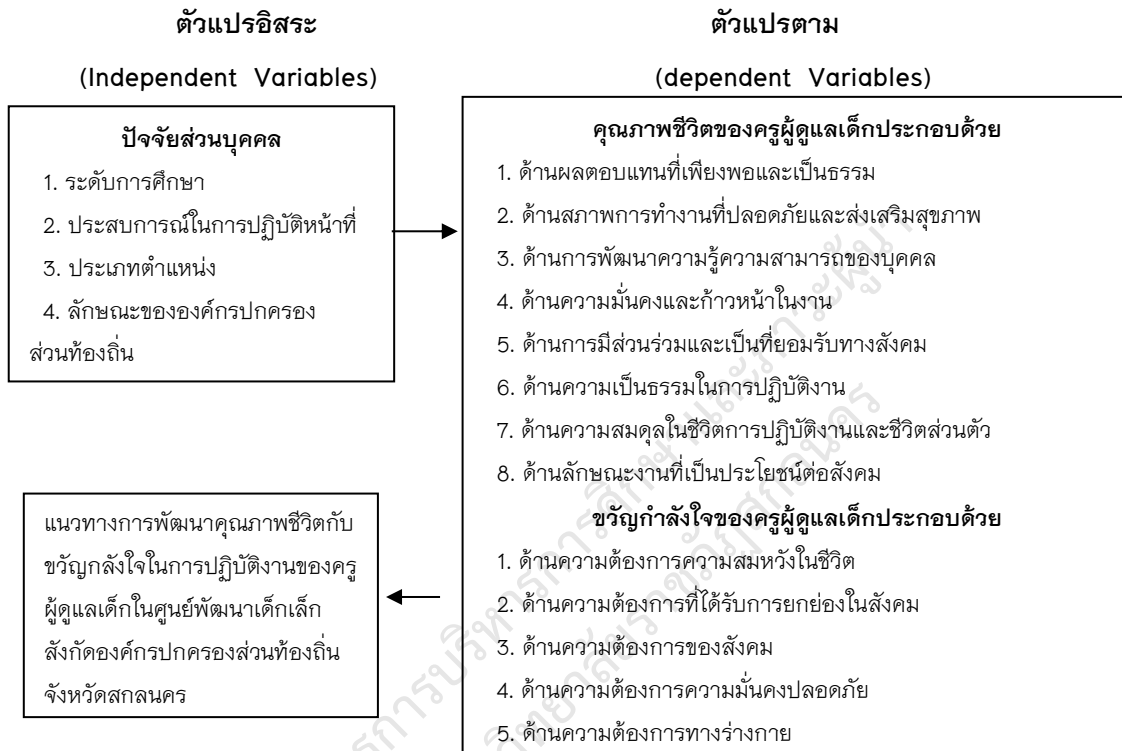 ตัวแปรอิสระ
(Independent Variables)
ปัจจัยส่วนบุคคล
1. ระดับการศึกษา
2. ประสบการณ์ในการปฏิบัติหน้าที่
3. ประเภทตำแหน่ง
4. ลักษณะขององค์กรปกครอง
ส่วนท้องถิ่น
ตัวแปรตาม
(dependent Variables)
คุณภาพชีวิตของครูผู้ดูแลเด็กประกอบด้วย
1. ด้านผลตอบแทนที่เพียงพอและเป็นธรรม
2. ด้านสภาพการทำงานที่ปลอดภัยและส่งเสริมสุขภาพ
3. ด้านการพัฒนาความรู้ความสามารถของบุคคล
4. ด้านความมั่นคงและก้าวหน้าในงาน
5. ด้านการมีส่วนร่วมและเป็นที่ยอมรับทางสังคม
6. ด้านความเป็นธรรมในการปฏิบัติงาน
7. ด้านความสมดุลในชีวิตการปฏิบัติงานและชีวิตส่วนตัว
8. ด้านลักษณะงานที่เป็นประโยชน์ต่อสังคม
ขวัญกำลังใจของครูผู้ดูแลเด็กประกอบด้วย
1. ด้านความต้องการความสมหวังในชีวิต
2. ด้านความต้องการที่ได้รับการยกย่องในสังคม
3. ด้านความต้องการของสังคม
4. ด้านความต้องการความมั่นคงปลอดภัย
5. ด้านความต้องการทางร่างกาย
แนวทางการพัฒนาคุณภาพชีวิตกับ
ขวัญกลังใจในการปฏิบัติงานของครู
ผู้ดูแลเด็กในศูนย์พัฒนาเด็กเล็ก
สังกัดองค์กรปกครองส่วนท้องถิ่น
จังหวัดสกลนคร